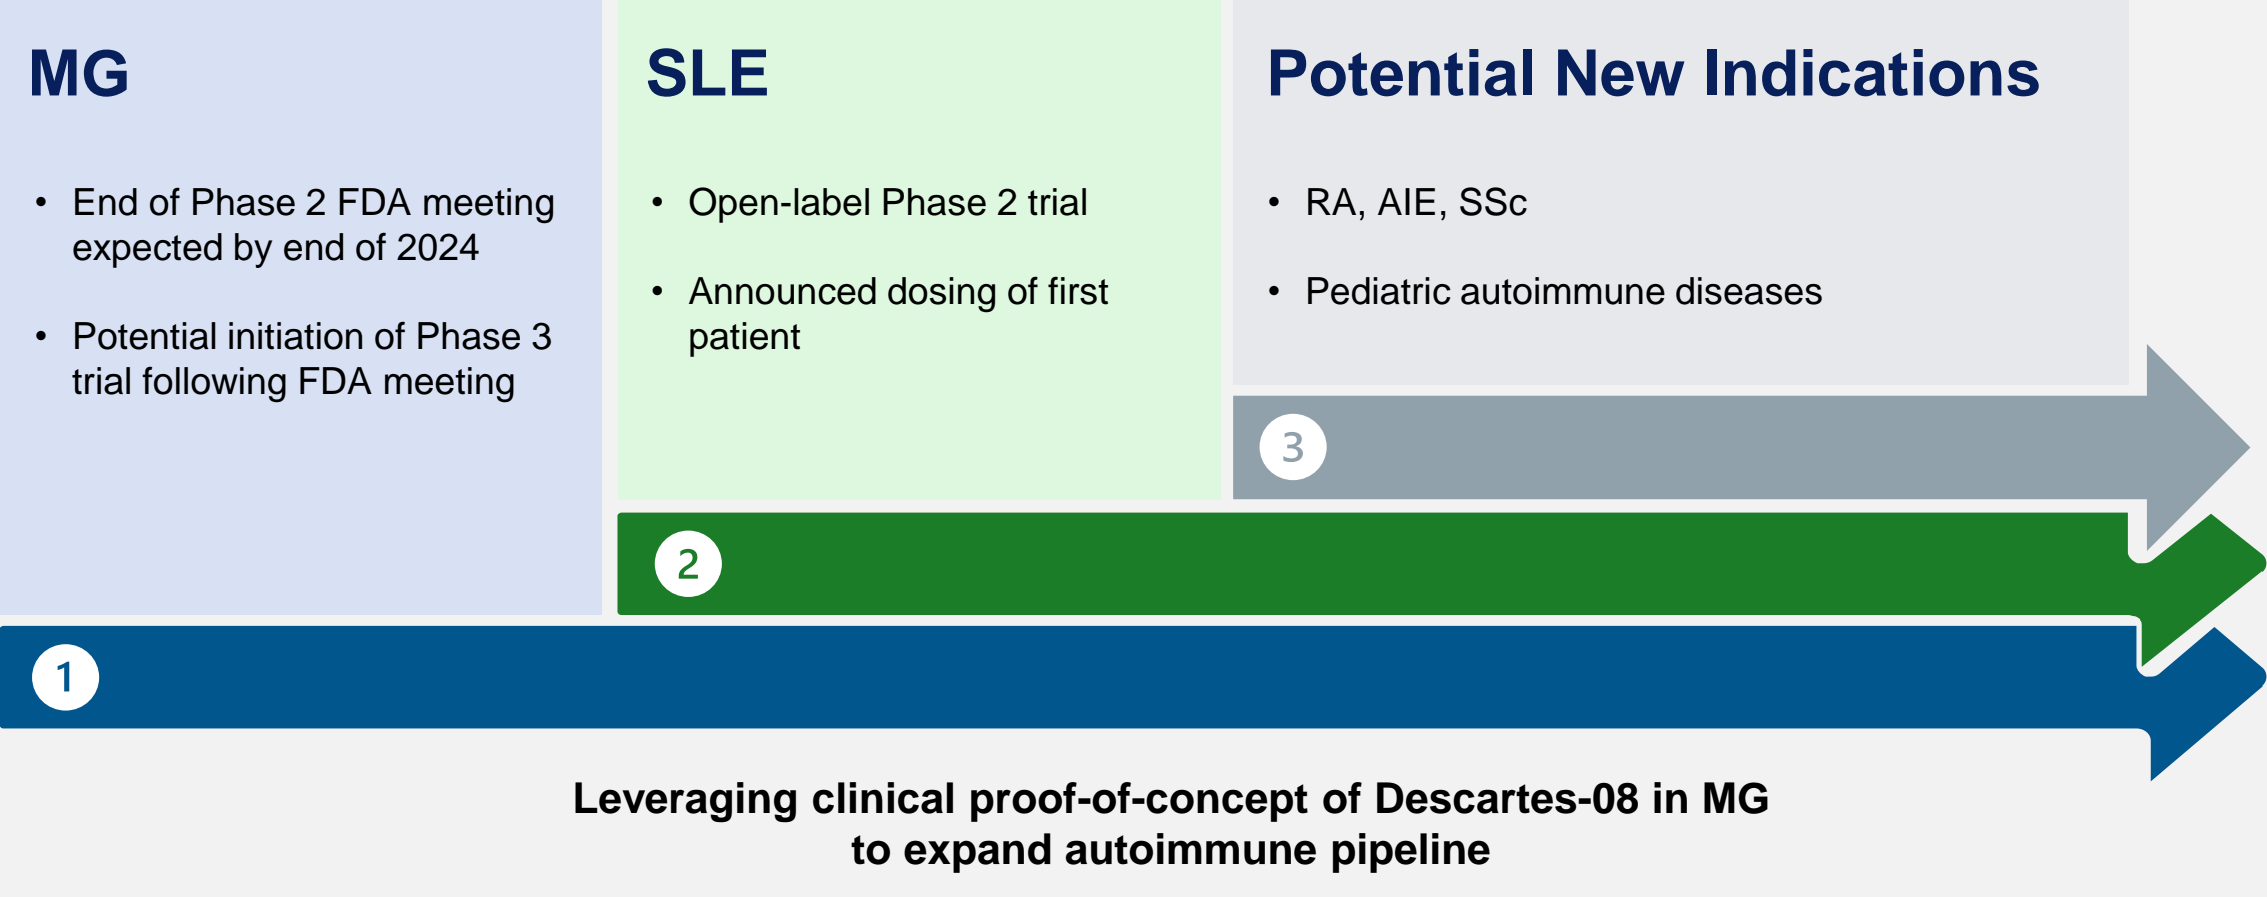 MG
• End of Phase 2 FDA meeting
expected by end of 2024
• Potential initiation of Phase 3
trial following FDA meeting
SLE
• Open-label Phase 2 trial
• Announced dosing of first
patient
Potential New Indications
• RA, AIE, SSc
• Pediatric autoimmune diseases
3
2
1
Leveraging clinical proof-of-concept of Descartes-08 in MG
to expand autoimmune pipeline